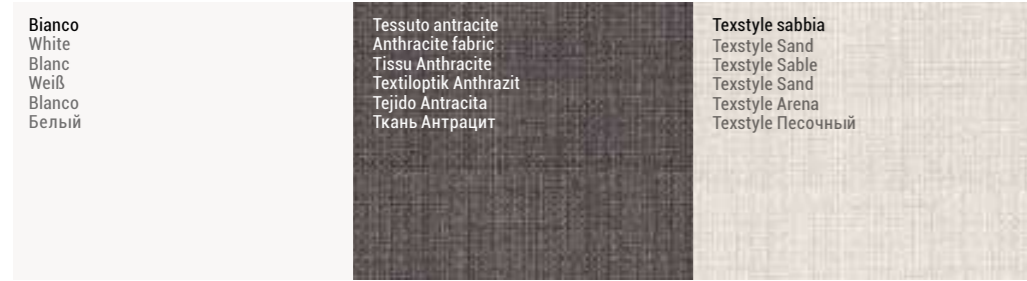 Bianco
White
Blanc
Weiß
Blanco
Белый
Tessuto antracite
Anthracite fabric
Tissu Anthracite
Textiloptik Anthrazit
Tejido Antracita
Ткань Антрацит
Texstyle sabbia
Texstyle Sand
Texstyle Sable
Texstyle Sand
Texstyle Arena
Texstyle Песочный